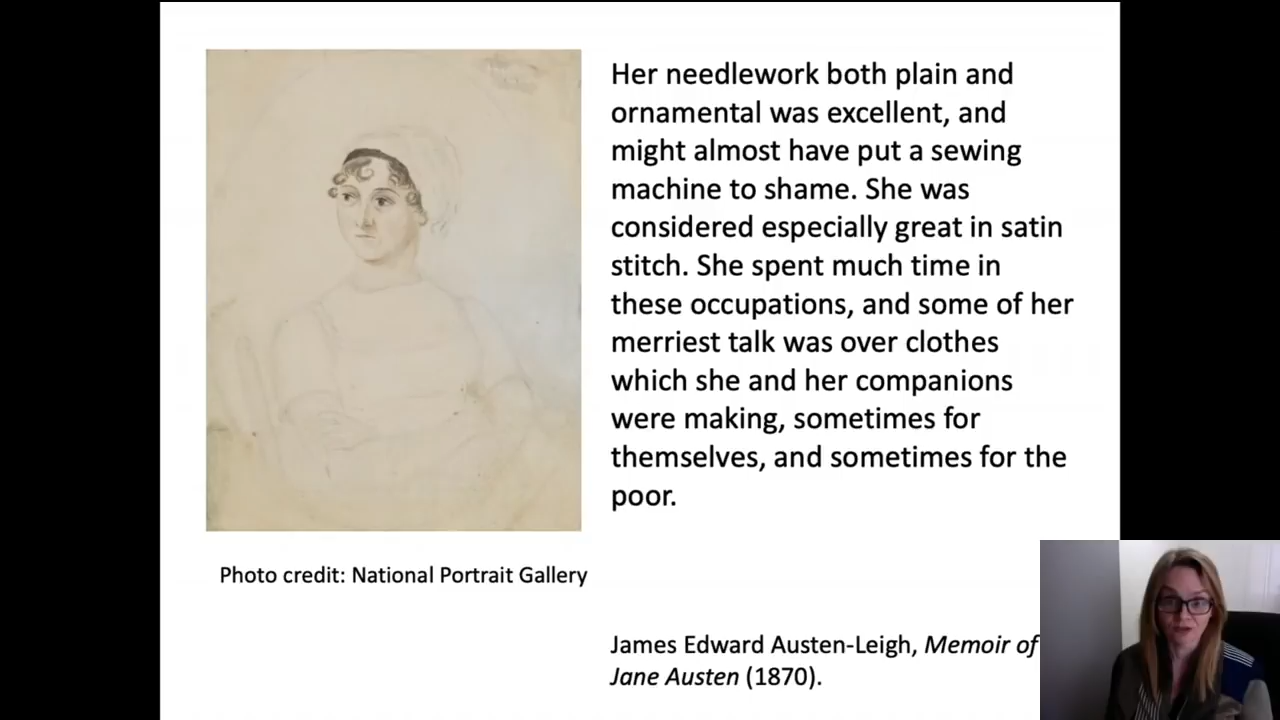 Her needlework both plain and
ornamental was excellent, and
might almost have put a sewing
machine to shame. She was
considered especially great in satin
stitch. She spent much time in
these occupations, and some of her
merriest talk was over clothes
which she and her companions
were making, sometimes for
themselves, and sometimes for the
poor.
Photo credit: National Portrait Gallery
James Edward Austen-Leigh, Memoir of
Jane Austen (1870).